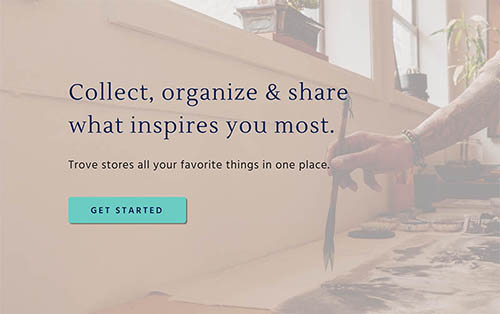 Collect, organize & share
what inspires you most.
Trove stores all your favorite things in one place.
GET STARTED